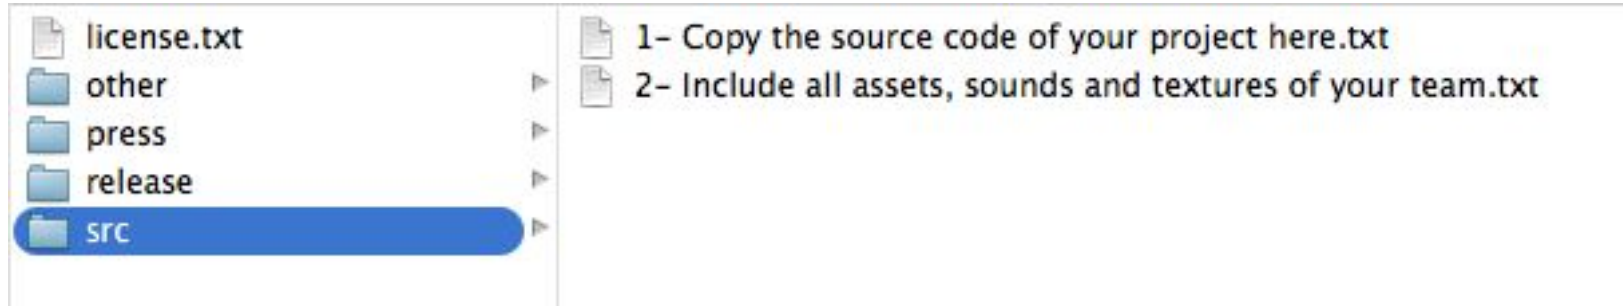 license.txt
other
press
release
src
1- Copy the source code of your project here.txt
2- Include all assets, sounds and textures of your team.txt